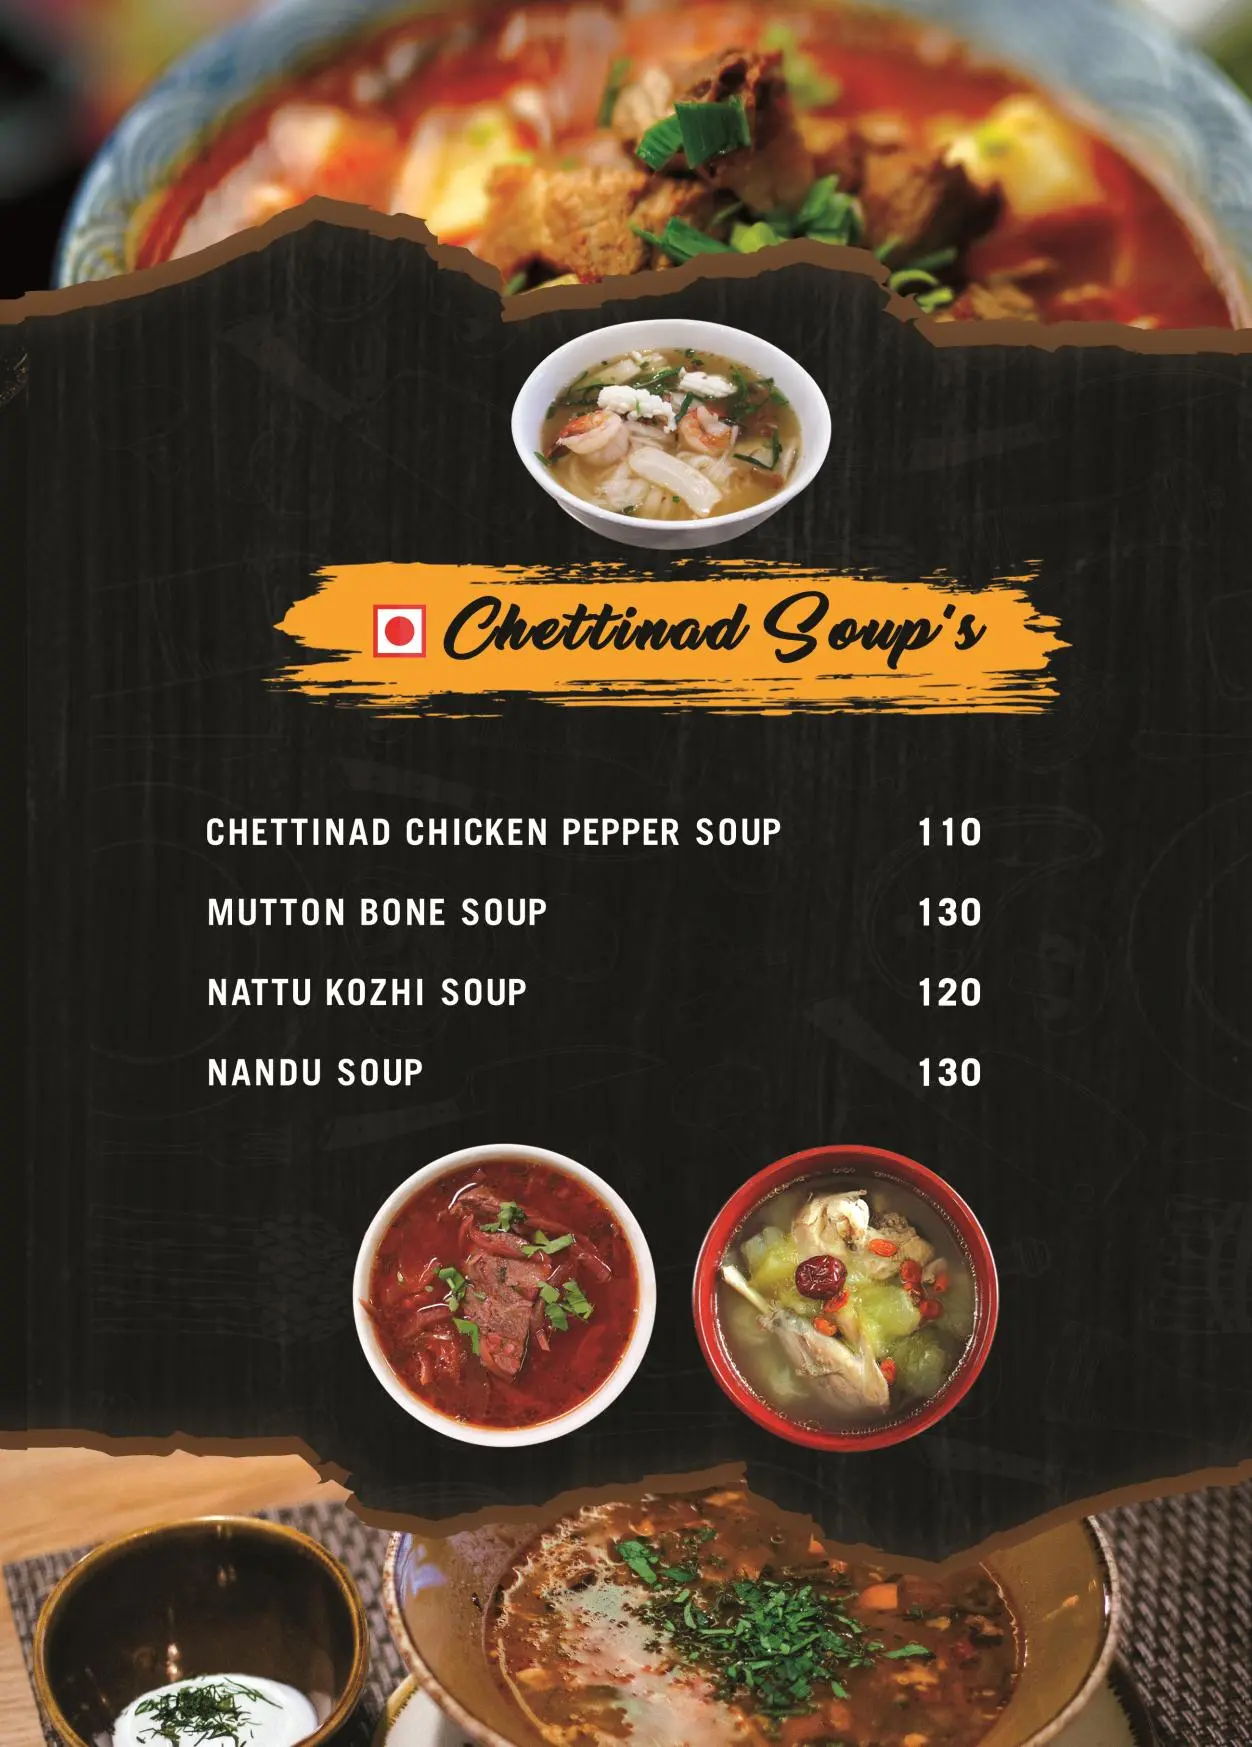 Chettinad Soup's
CHETTINAD CHICKEN PEPPER SOUP 110
MUTTON BONE SOUP 130
NATTU KOZHI SOUP 120
NANDU SOUP 130